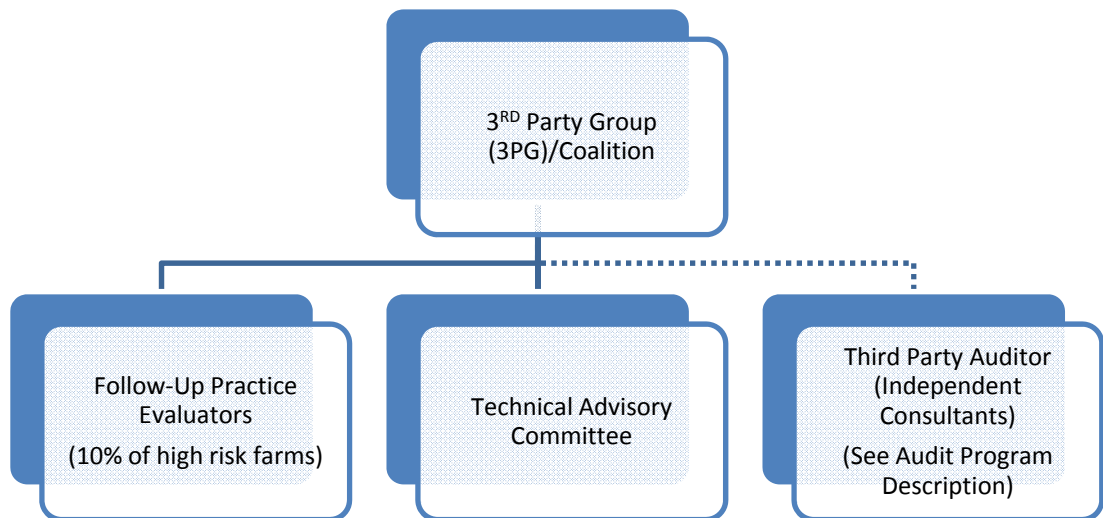 3RD Party Group
(3PG)/Coalition
Follow-Up Practice
Evaluators
(10% of high risk farms)
Technical Advisory
Committee
Third Party Auditor
(Independent
Consultants)
(See Audit Program
Description)